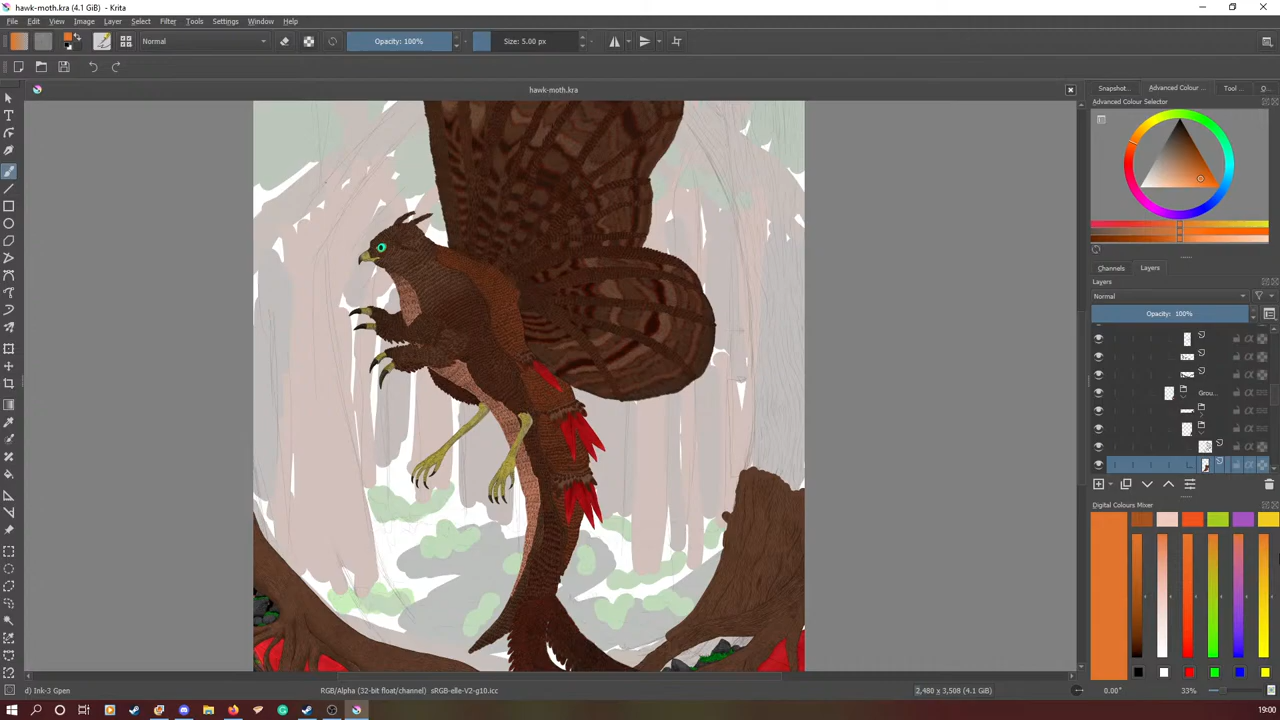 hawk-moth.kra (4.1 GiB) - Krita
File Edit View Image Layer Select Filter Tools Settings Window Help
Normal Opacity: 100% Size: 5.00 px
hawk-moth.kra
Snapshot... Advanced Colour ... Tool ... O...
Advanced Colour Selector
Channels Layers
Layers
Normal
Opacity: 100%
Grou...
Digital Colours Mixer
d) Ink-3 Gpen RGB/Alpha (32-bit float/channel) sRGB-elle-V2-g10.icc 2,480 x 3,508 (4.1 GiB) 0.00° 33%
19:00